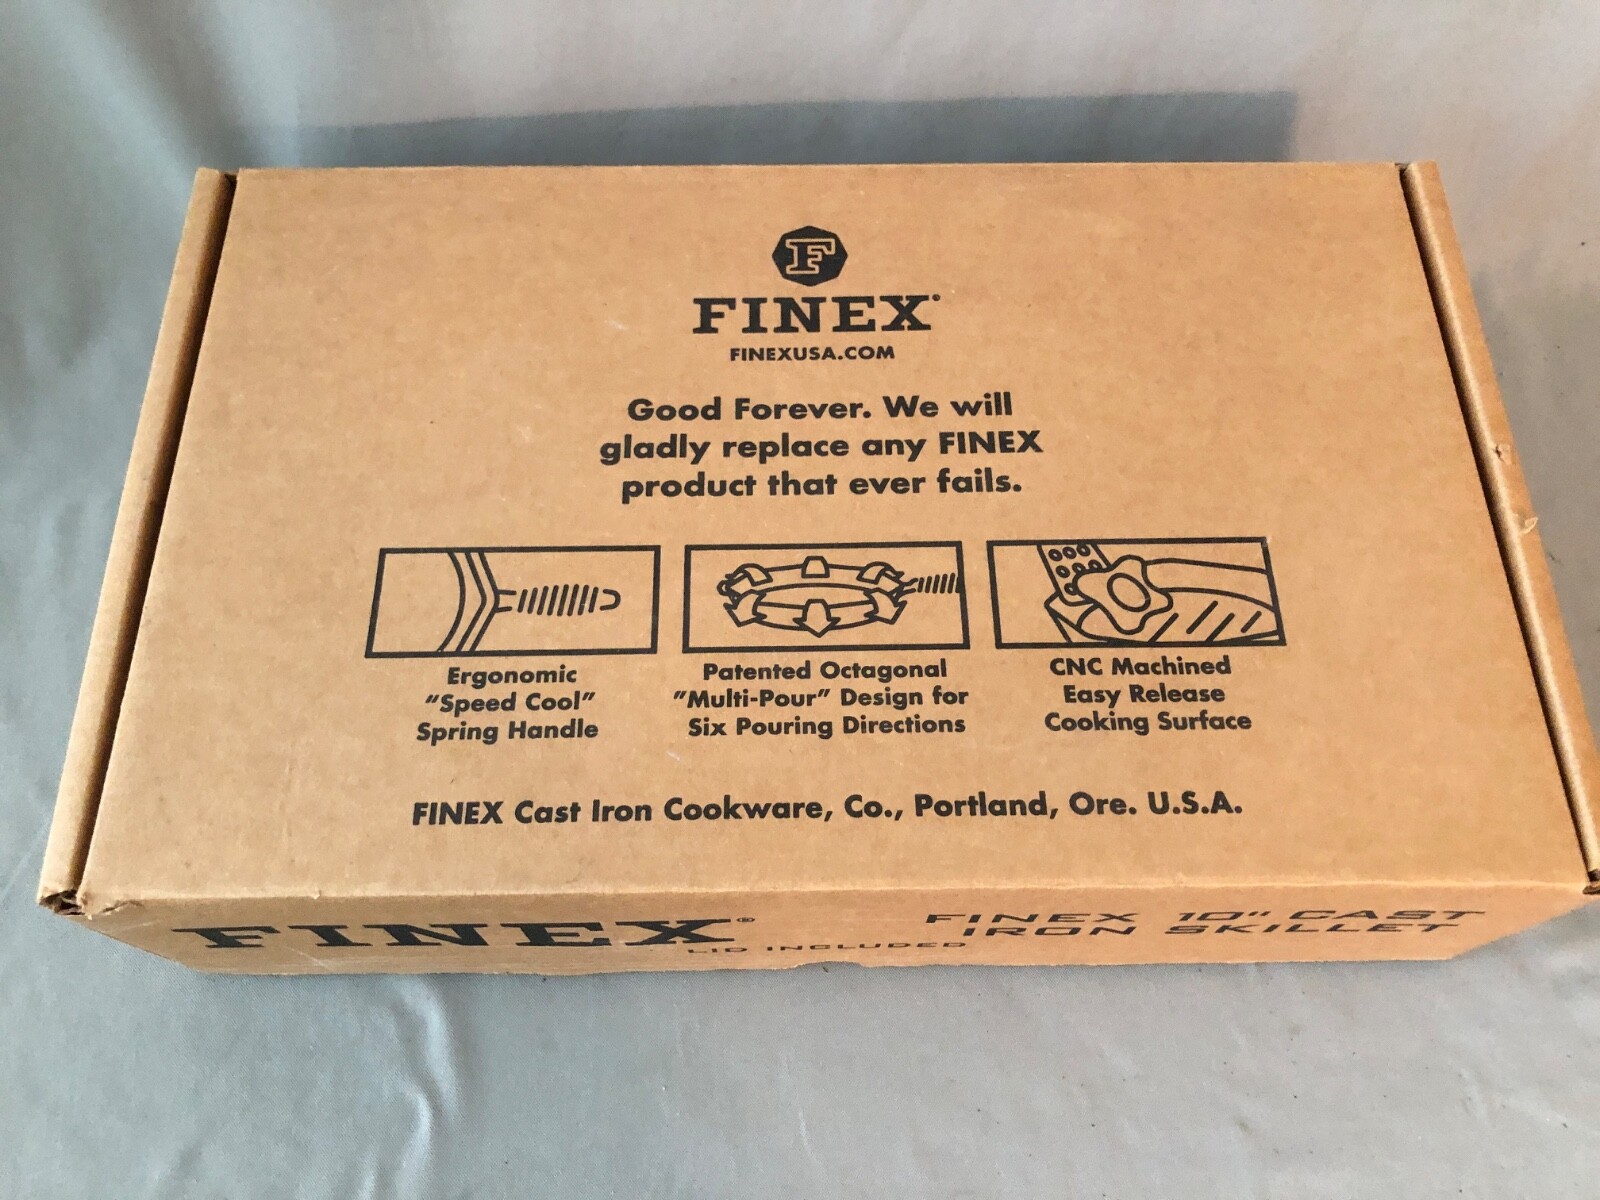 F
FINEX®
FINEXUSA.COM
Good Forever. We will
gladly replace any FINEX
product that ever fails.
Ergonomic
“Speed Cool”
Spring Handle
Patented Octagonal
”Multi-Pour” Design for
Six Pouring Directions
CNC Machined
Easy Release
Cooking Surface
FINEX Cast Iron Cookware, Co., Portland, Ore. U.S.A.
FINEX®
LID INCLUDED
FINEX 10" CAST
IRON SKILLET